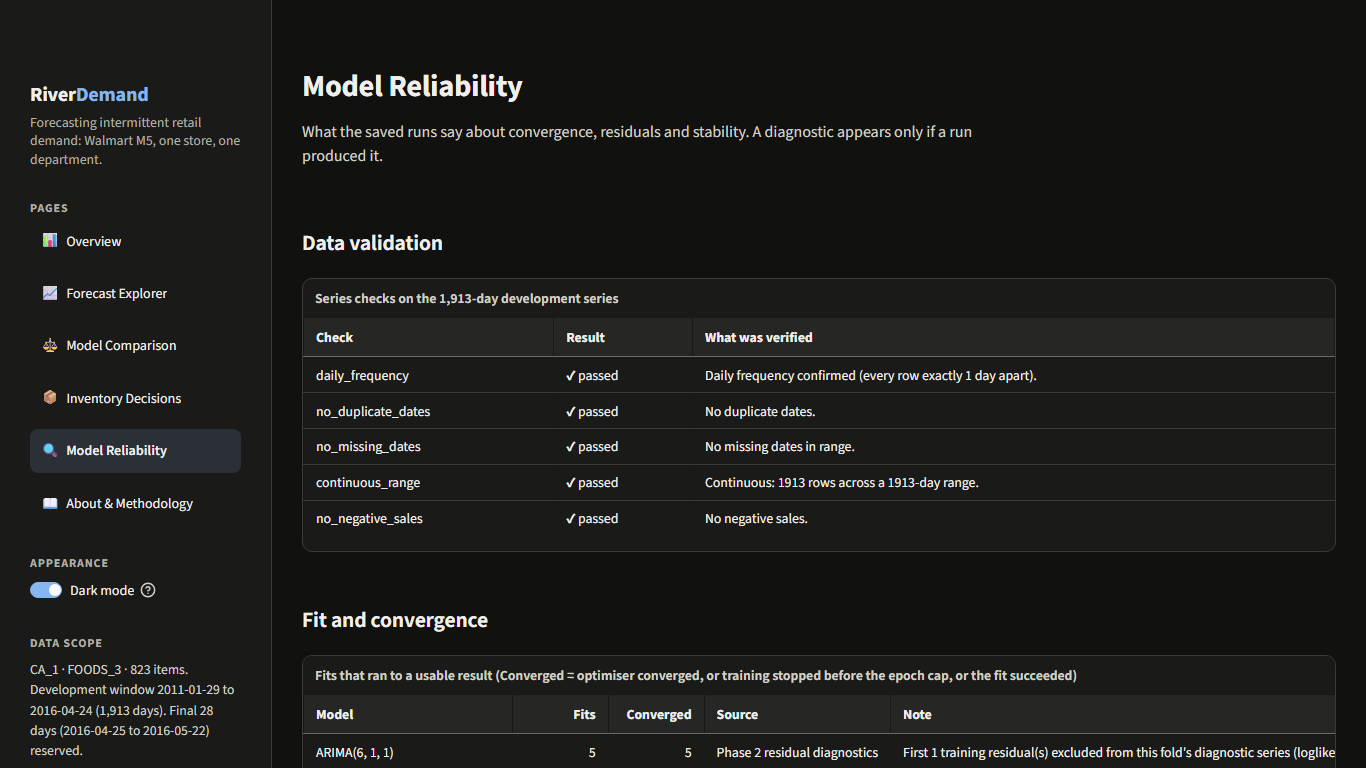 RiverDemand
Forecasting intermittent retail
demand: Walmart M5, one store, one
department.
PAGES
Overview
Forecast Explorer
Model Comparison
Inventory Decisions
Model Reliability
About & Methodology
APPEARANCE
Dark mode ?
DATA SCOPE
CA_1 · FOODS_3 · 823 items.
Development window 2011-01-29 to
2016-04-24 (1,913 days). Final 28
days (2016-04-25 to 2016-05-22)
reserved.
Model Reliability
What the saved runs say about convergence, residuals and stability. A diagnostic appears only if a run
produced it.
Data validation
Series checks on the 1,913-day development series
Check Result What was verified
daily_frequency ✓ passed Daily frequency confirmed (every row exactly 1 day apart).
no_duplicate_dates ✓ passed No duplicate dates.
no_missing_dates ✓ passed No missing dates in range.
continuous_range ✓ passed Continuous: 1913 rows across a 1913-day range.
no_negative_sales ✓ passed No negative sales.
Fit and convergence
Fits that ran to a usable result (Converged = optimiser converged, or training stopped before the epoch cap, or the fit succeeded)
Model Fits Converged Source Note
ARIMA(6, 1, 1) 5 5 Phase 2 residual diagnostics First 1 training residual(s) excluded from this fold's diagnostic series (loglike